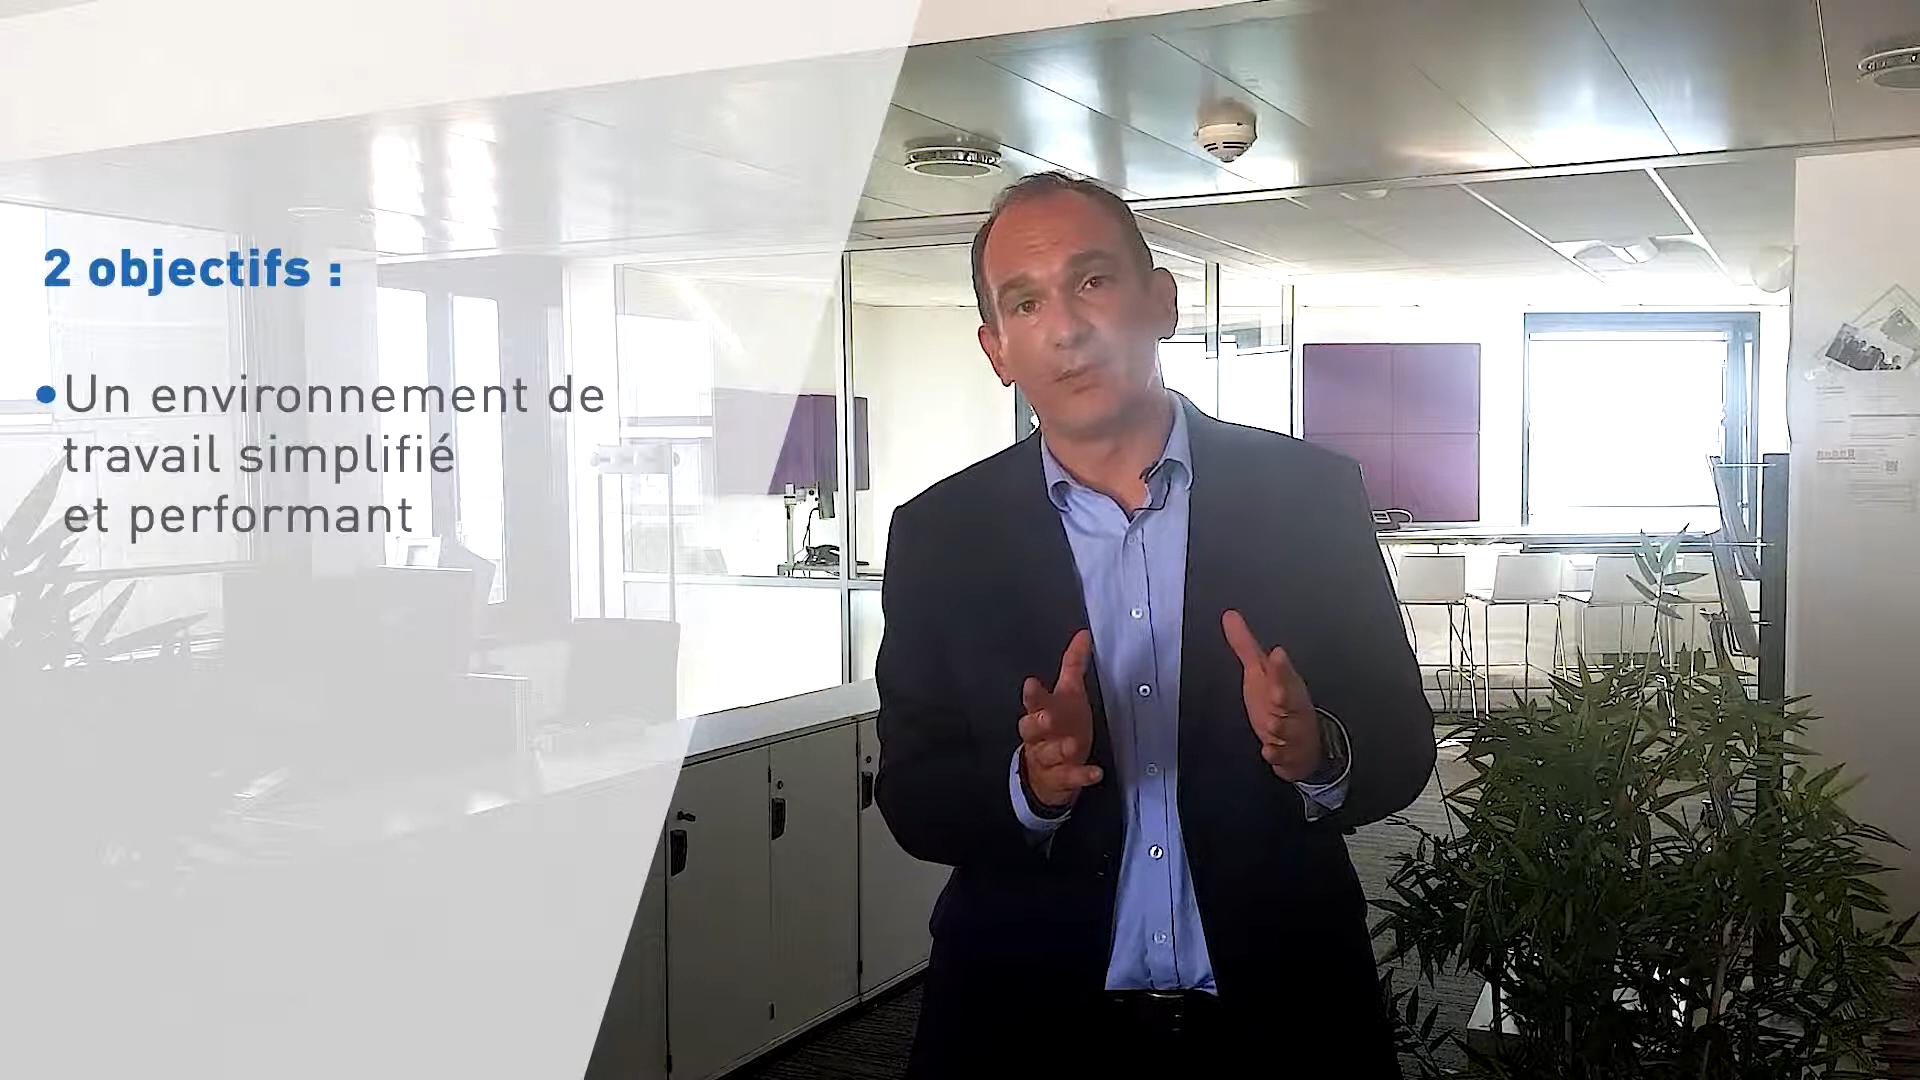 2 objectifs :
•Un environnement de
travail simplifié
et performant